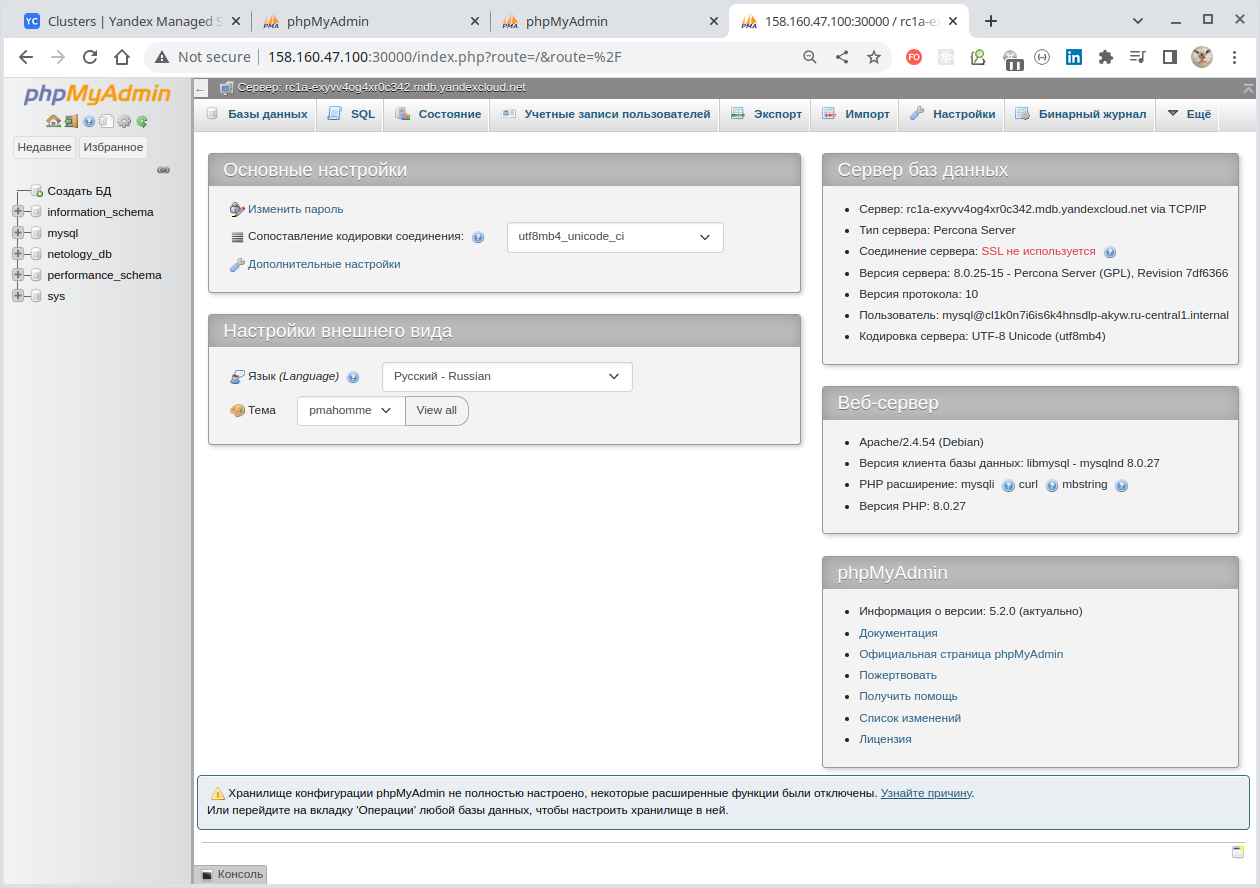 Clusters | Yandex Managed S
phpMyAdmin
phpMyAdmin
158.160.47.100:30000 / rc1a-e
Not secure
158.160.47.100:30000/index.php?route=/&route=%2F
phpMyAdmin
Недавнее Избранное
Создать БД
information_schema
mysql
netology_db
performance_schema
sys
Сервер: rc1a-exyvv4og4xr0c342.mdb.yandexcloud.net
Базы данных SQL Состояние Учетные записи пользователей Экспорт Импорт Настройки Бинарный журнал Ещё
Основные настройки
Изменить пароль
Сопоставление кодировки соединения: utf8mb4_unicode_ci
Дополнительные настройки
Настройки внешнего вида
Язык (Language) Русский - Russian
Тема pmahomme View all
Сервер баз данных
Сервер: rc1a-exyvv4og4xr0c342.mdb.yandexcloud.net via TCP/IP
Тип сервера: Percona Server
Соединение сервера: SSL не используется
Версия сервера: 8.0.25-15 - Percona Server (GPL), Revision 7df6366
Версия протокола: 10
Пользователь: mysql@cl1k0n7i6is6k4hnsdlp-akyw.ru-central1.internal
Кодировка сервера: UTF-8 Unicode (utf8mb4)
Веб-сервер
Apache/2.4.54 (Debian)
Версия клиента базы данных: libmysql - mysqlnd 8.0.27
PHP расширение: mysqli curl mbstring
Версия PHP: 8.0.27
phpMyAdmin
Информация о версии: 5.2.0 (актуально)
Документация
Официальная страница phpMyAdmin
Пожертвовать
Получить помощь
Список изменений
Лицензия
Хранилище конфигурации phpMyAdmin не полностью настроено, некоторые расширенные функции были отключены. Узнайте причину.
Или перейдите на вкладку 'Операции' любой базы данных, чтобы настроить хранилище в ней.
Консоль